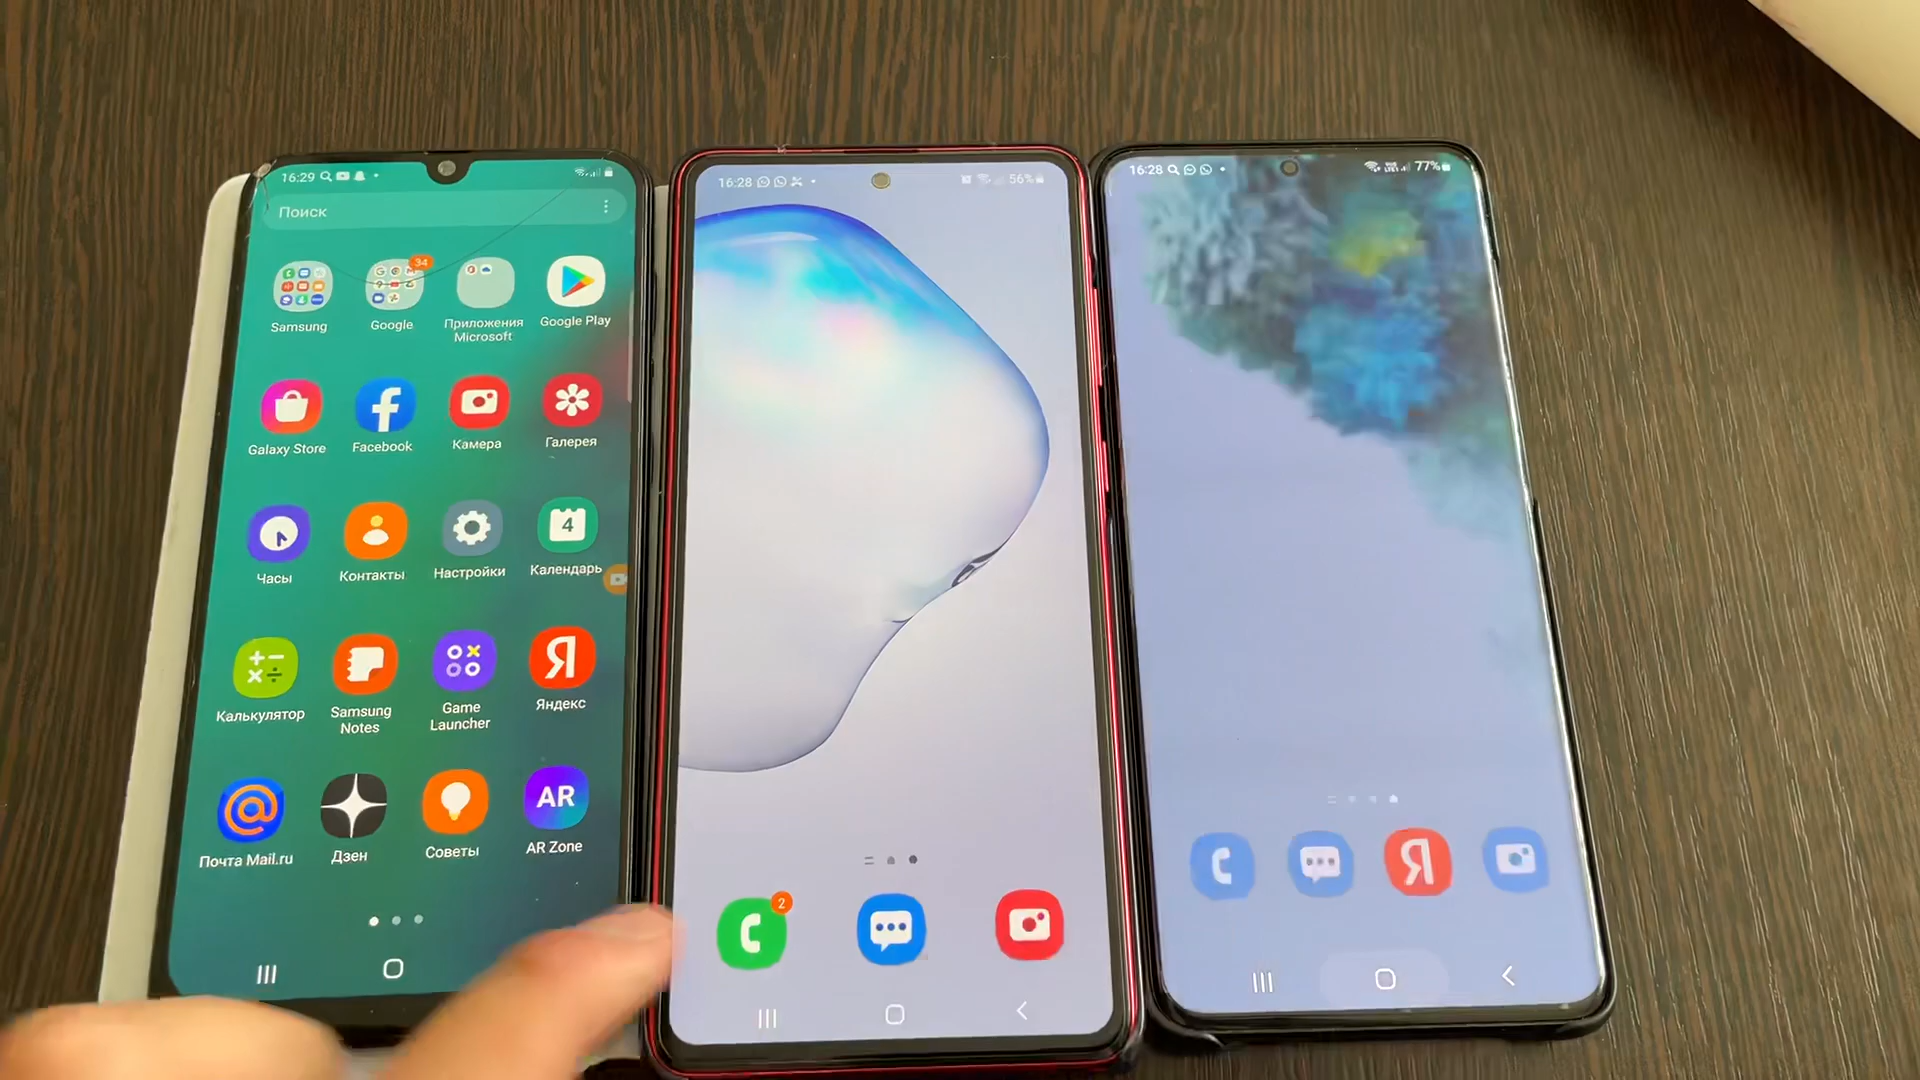 16:29
Поиск
34
Samsung
Google
Приложения
Microsoft
Google Play
Galaxy Store
Facebook
Камера
Галерея
4
Часы
Контакты
Настройки
Календарь
Я
Калькулятор
Samsung
Notes
Game
Launcher
Яндекс
@
AR
Почта Mail.ru
Дзен
Советы
AR Zone
16:28
56%
2
16:28
77%
Я